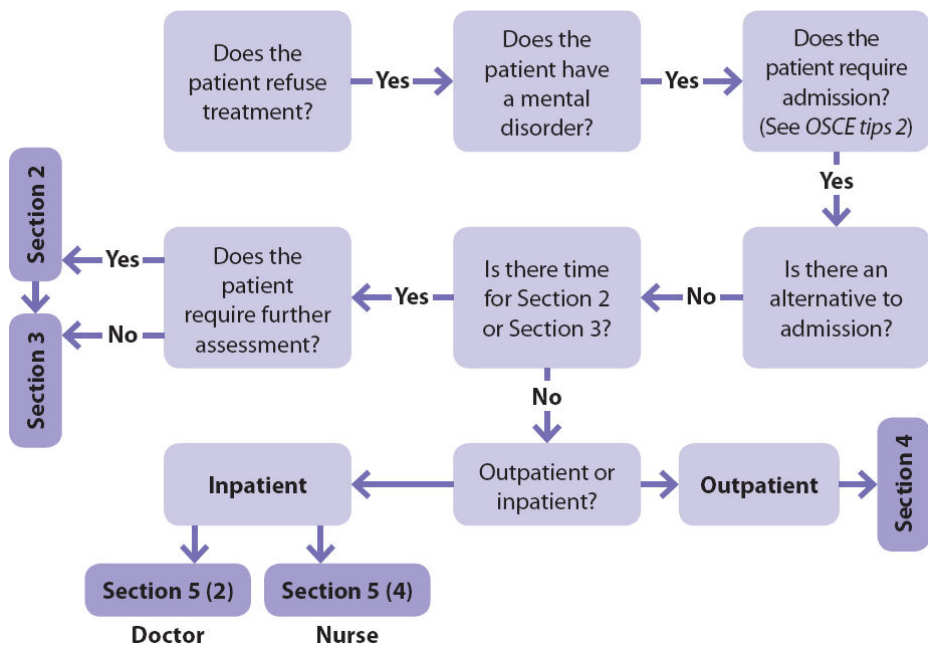 Does the
patient refuse
treatment?
Yes
Does the
patient have
a mental
disorder?
Yes
Does the
patient require
admission?
(See OSCE tips 2)
Yes
Section 2
Section 3
Yes
No
Does the
patient
require further
assessment?
Yes
Is there time
for Section 2
or Section 3?
No
Is there an
alternative to
admission?
No
Inpatient
Outpatient or
inpatient?
Outpatient
Section 4
Section 5 (2)
Doctor
Section 5 (4)
Nurse